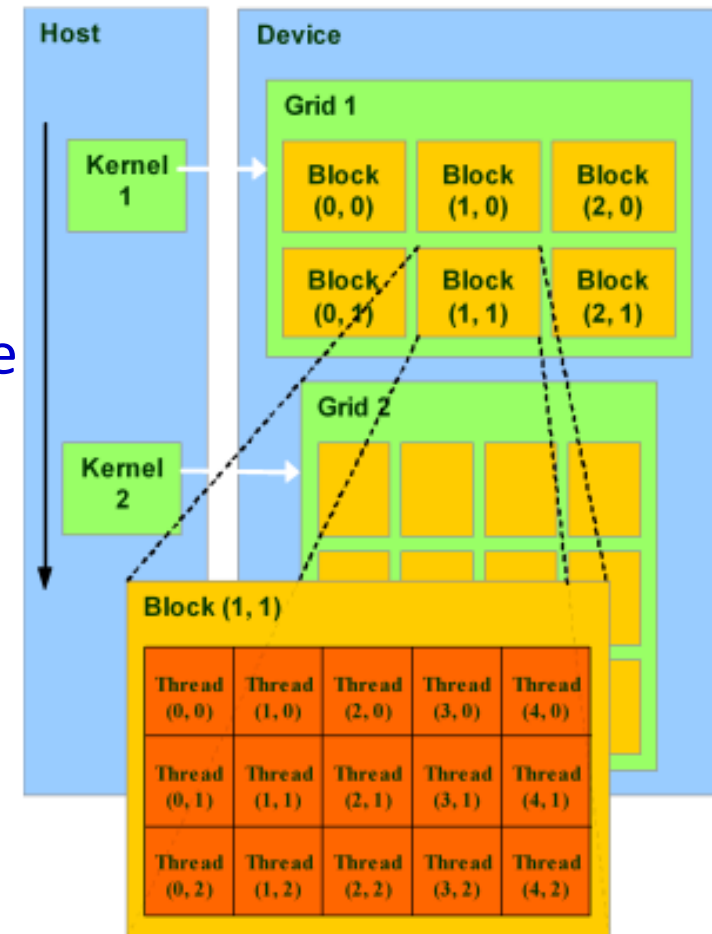 Host
Device
Grid 1
Kernel
1
Block
(0, 0)
Block
(1, 0)
Block
(2, 0)
Block
(0, 1)
Block
(1, 1)
Block
(2, 1)
e
Grid 2
Kernel
2
Block (1, 1)
Thread
(0, 0)
Thread
(1, 0)
Thread
(2, 0)
Thread
(3, 0)
Thread
(4, 0)
Thread
(0, 1)
Thread
(1, 1)
Thread
(2, 1)
Thread
(3, 1)
Thread
(4, 1)
Thread
(0, 2)
Thread
(1, 2)
Thread
(2, 2)
Thread
(3, 2)
Thread
(4, 2)